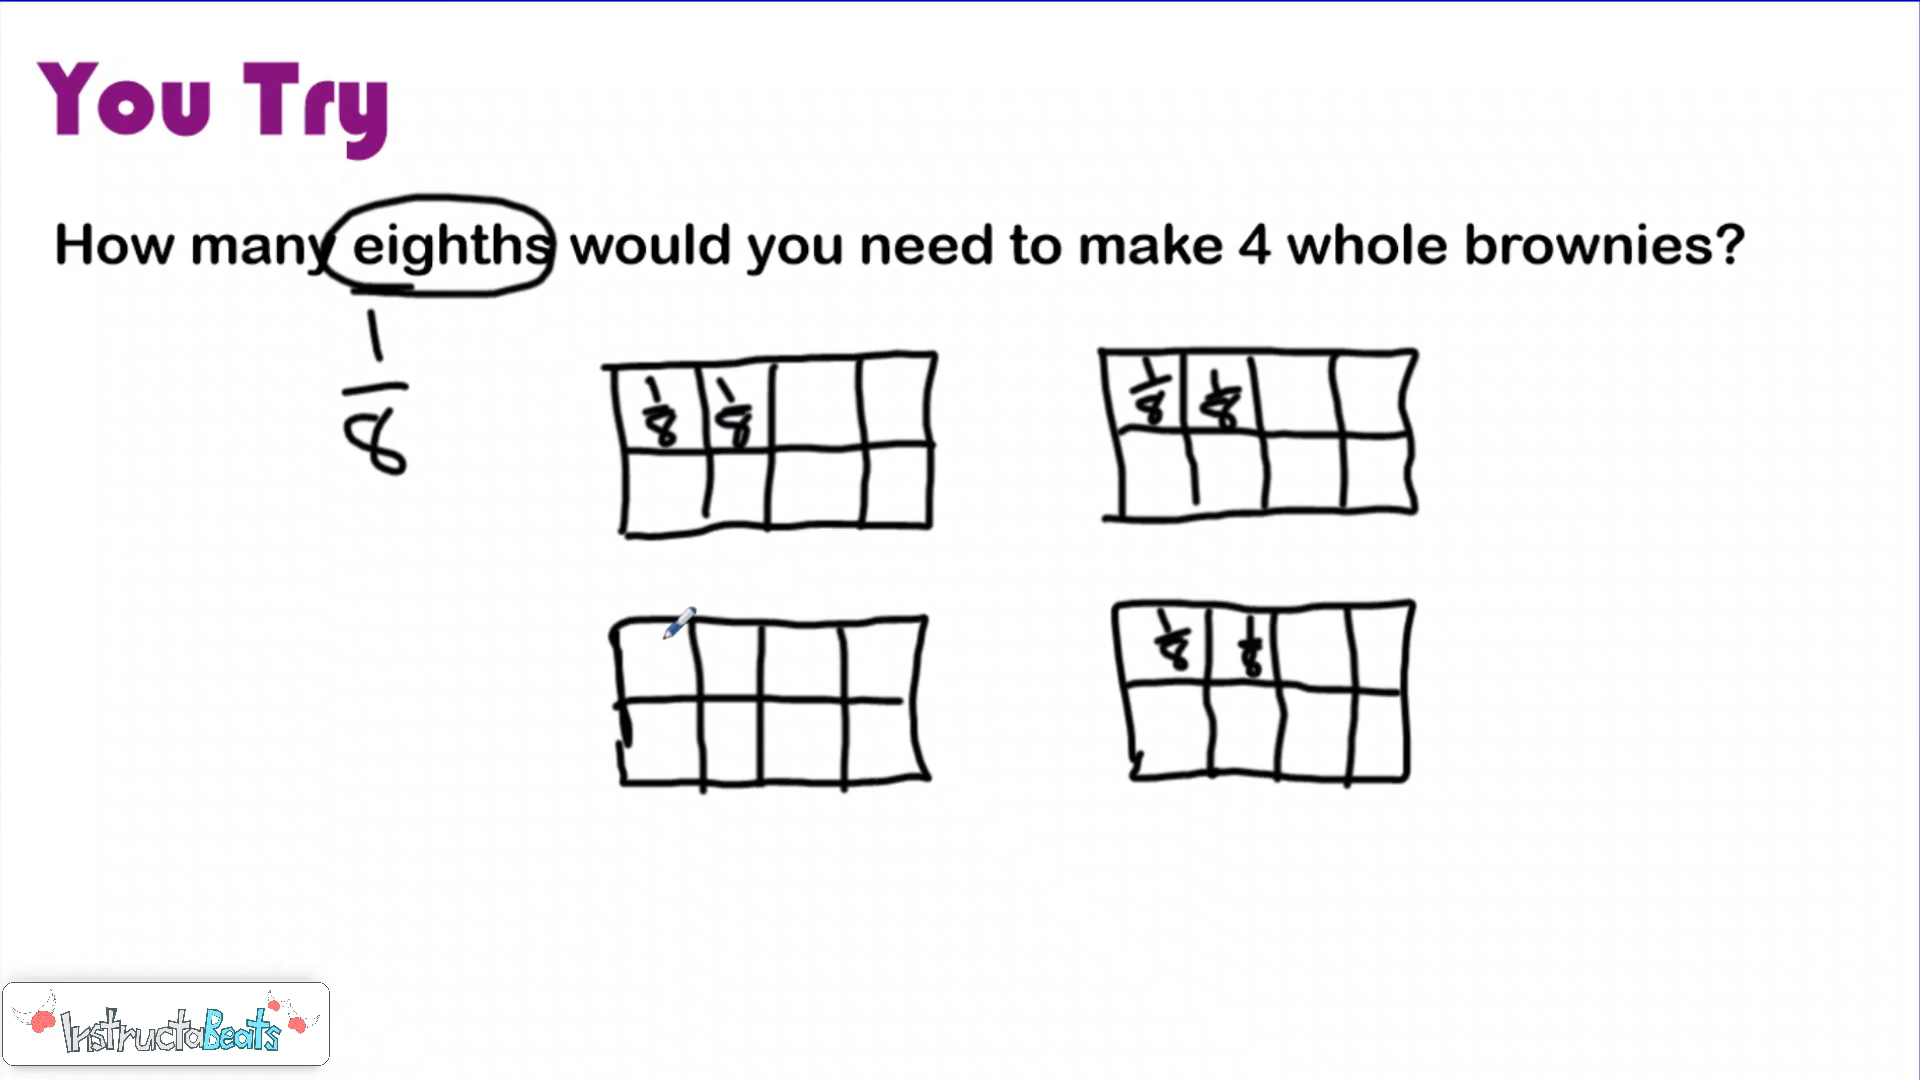 You Try
How many eighths would you need to make 4 whole brownies?
1
8
1/8 1/8
1/8 1/8
1/8 1/8
InstructaBeats